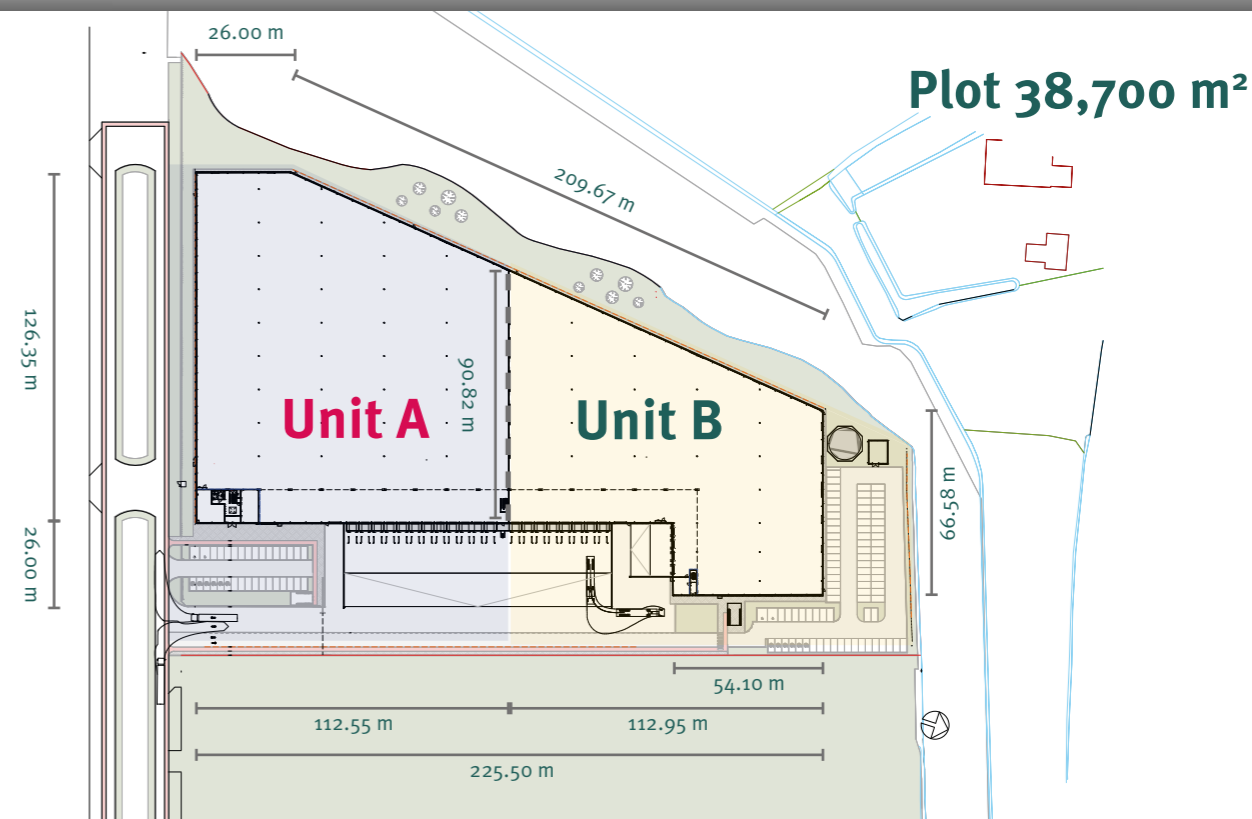 26.00 m
Plot 38,700 m²
209.67 m
126.35 m
90.82 m
Unit A
Unit B
66.58 m
26.00 m
54.10 m
112.55 m
112.95 m
225.50 m